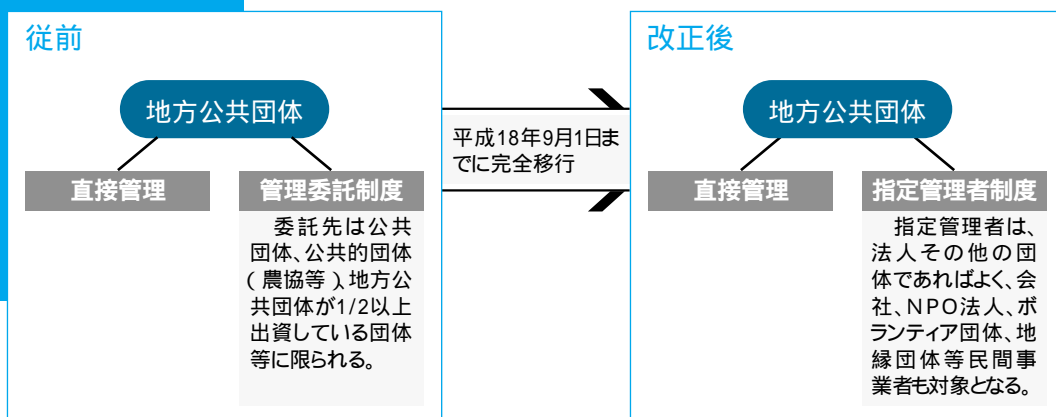 従前
地方公共団体
直接管理
管理委託制度
委託先は公共
団体、公共的団体
(農協等)、地方公
共団体が1/2以上
出資している団体
等に限られる。
平成18年9月1日ま
でに完全移行
改正後
地方公共団体
直接管理
指定管理者制度
指定管理者は、
法人その他の団
体であればよく、会
社、NPO法人、ボ
ランティア団体、地
縁団体等民間事
業者も対象となる。